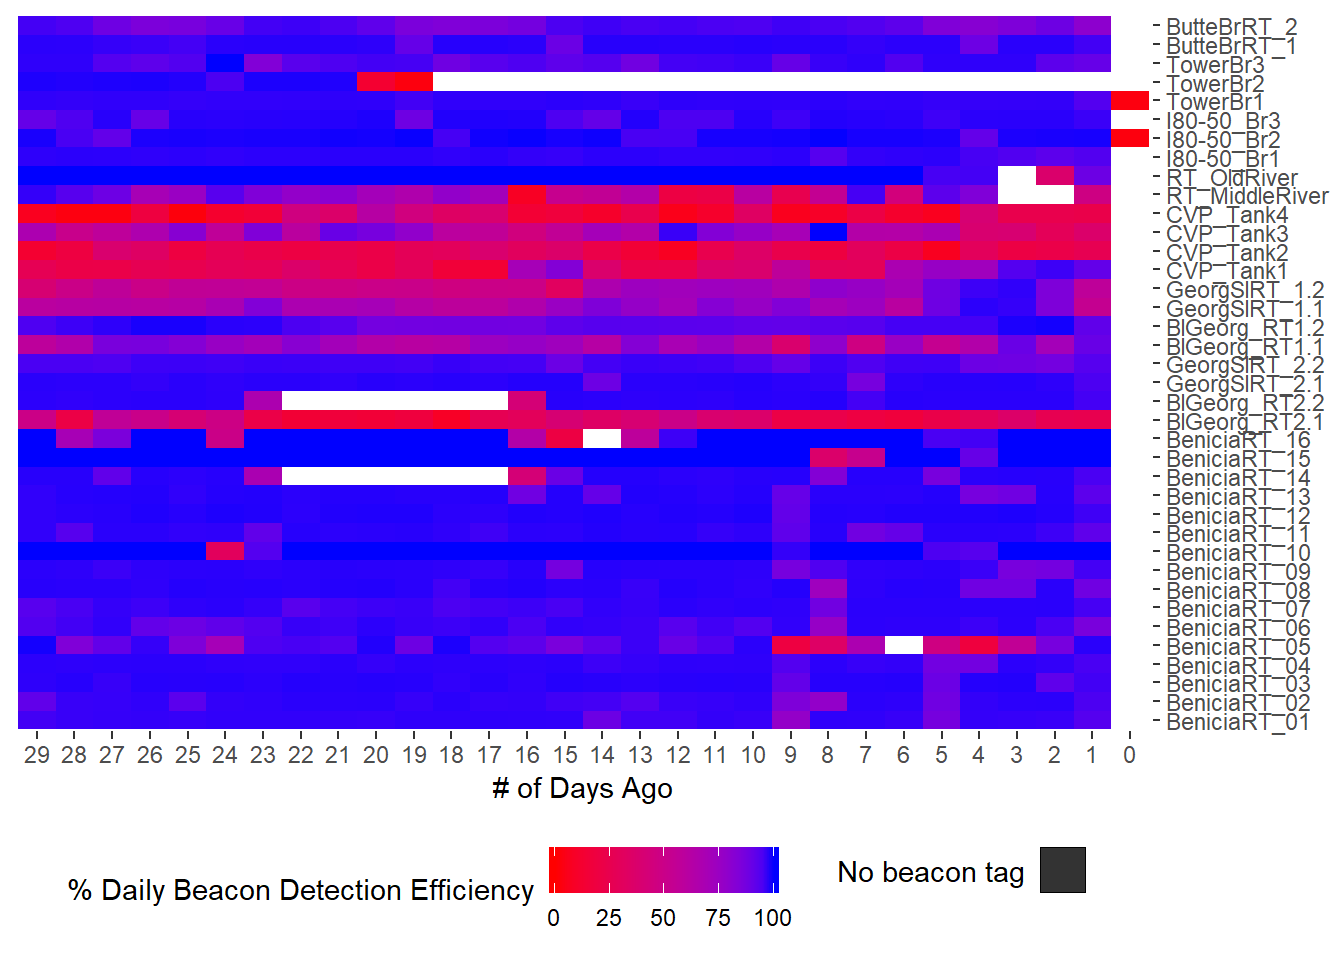 ButteBrRT_2
ButteBrRT_1
TowerBr3
TowerBr2
TowerBr1
I80-50_Br3
I80-50_Br2
I80-50_Br1
RT_OldRiver
RT_MiddleRiver
CVP_Tank4
CVP_Tank3
CVP_Tank2
CVP_Tank1
GeorgSlRT_1.2
GeorgSlRT_1.1
BlGeorg_RT1.2
BlGeorg_RT1.1
GeorgSlRT_2.2
GeorgSlRT_2.1
BlGeorg_RT2.2
BlGeorg_RT2.1
BeniciaRT_16
BeniciaRT_15
BeniciaRT_14
BeniciaRT_13
BeniciaRT_12
BeniciaRT_11
BeniciaRT_10
BeniciaRT_09
BeniciaRT_08
BeniciaRT_07
BeniciaRT_06
BeniciaRT_05
BeniciaRT_04
BeniciaRT_03
BeniciaRT_02
BeniciaRT_01
29 28 27 26 25 24 23 22 21 20 19 18 17 16 15 14 13 12 11 10 9 8 7 6 5 4 3 2 1 0
# of Days Ago
% Daily Beacon Detection Efficiency
0 25 50 75 100
No beacon tag